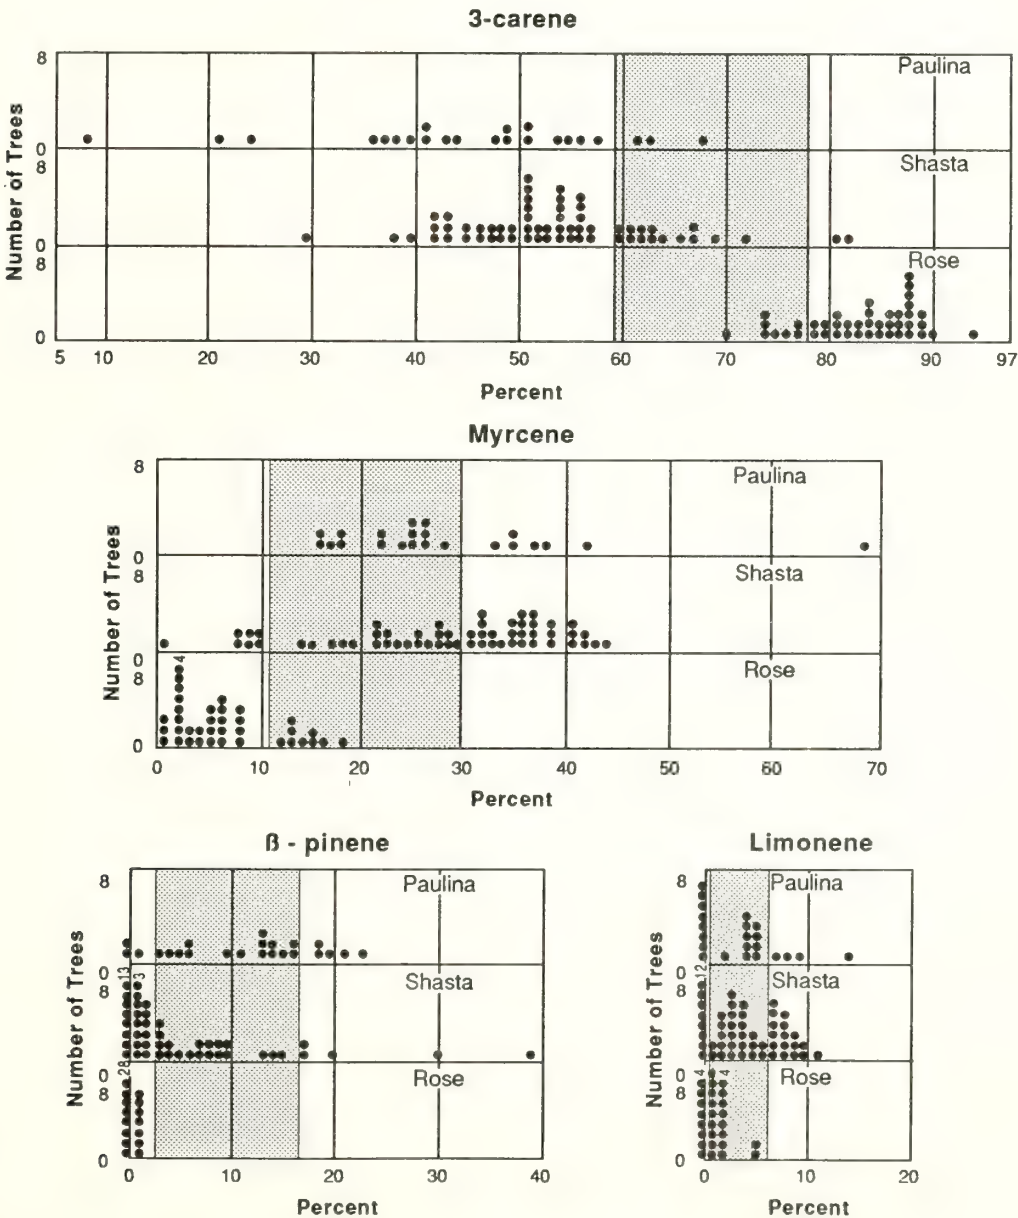 3-carene
Number of Trees
8
Paulina
0
8
Shasta
0
8
Rose
0
5 10 20 30 40 50 60 70 80 90 97
Percent
Myrcene
Number of Trees
8
Paulina
0
8
Shasta
0
8
4
Rose
0
0 10 20 30 40 50 60 70
Percent
ß - pinene
Number of Trees
8
Paulina
0
8
13
3
Shasta
0
8
28
Rose
0
0 10 20 30 40
Percent
Limonene
Number of Trees
8
Paulina
0
8
12
Shasta
0
8
4
4
Rose
0
0 10 20
Percent